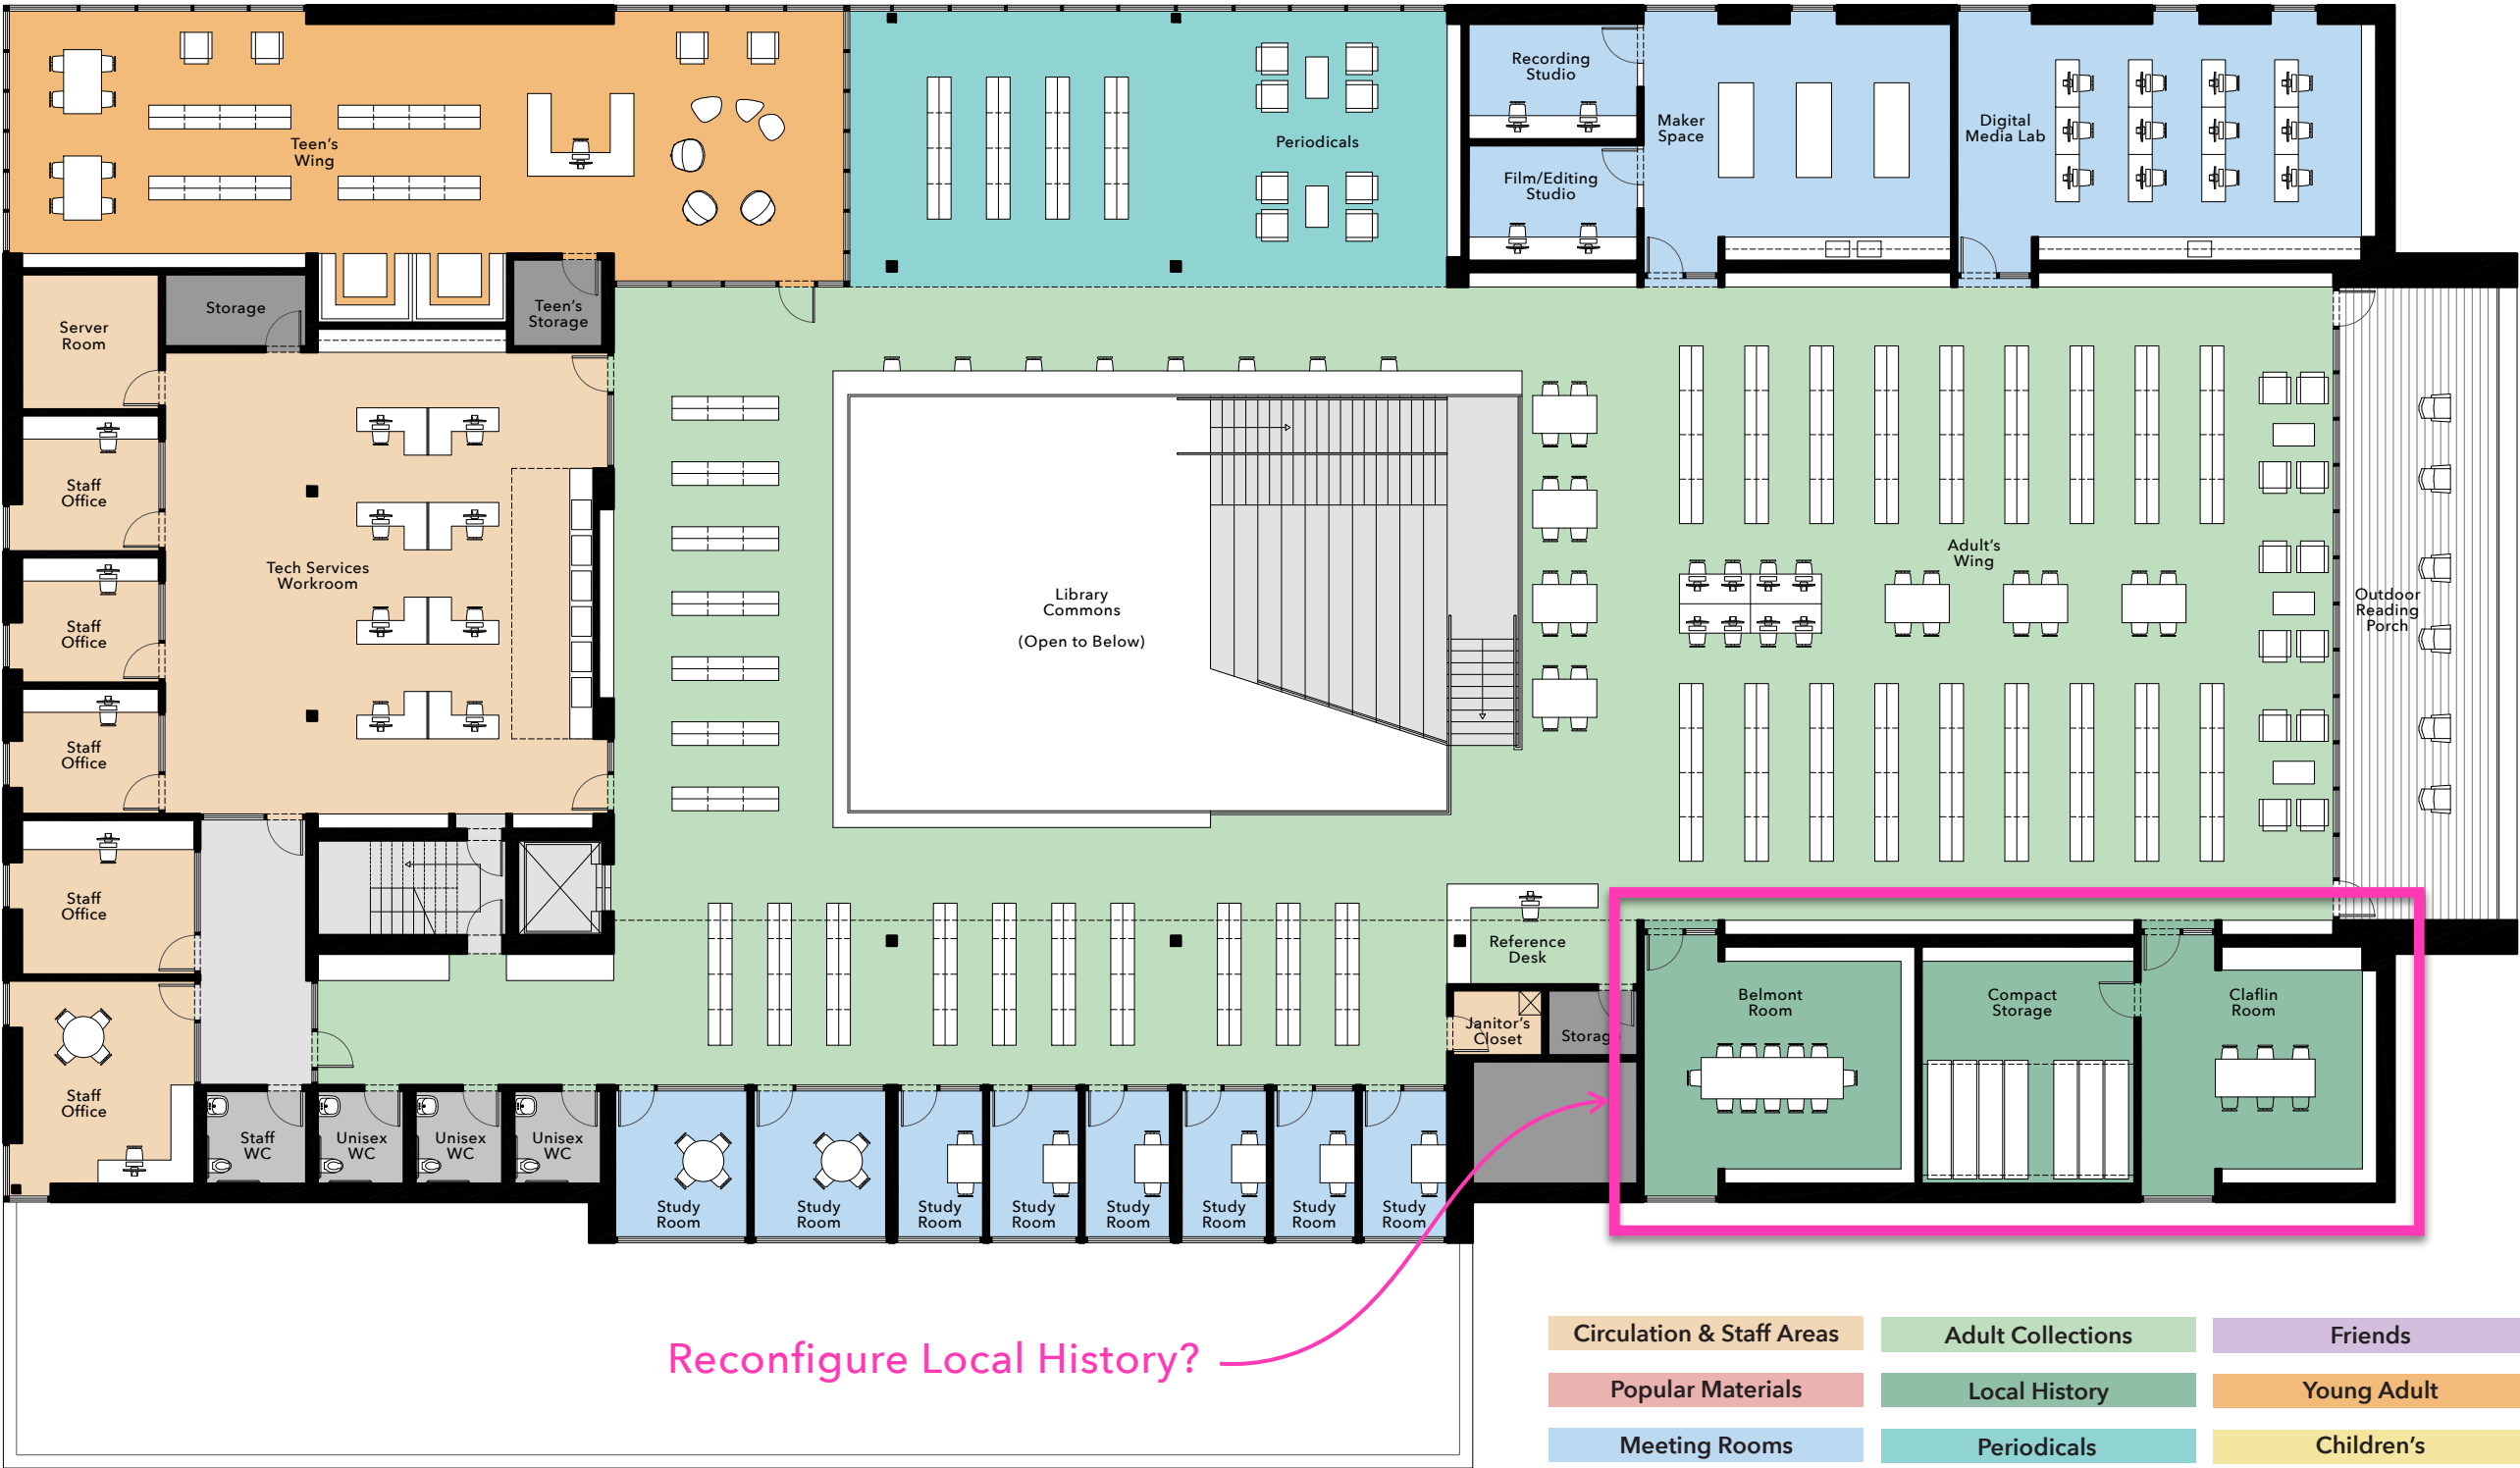 Recording
Studio
Teen's
Wing
Periodicals
Maker
Space
Digital
Media Lab
Film/Editing
Studio
Server
Room
Storage
Teen's
Storage
Staff
Office
Tech Services
Workroom
Adult's
Wing
Library
Commons
(Open to Below)
Outdoor
Reading
Porch
Staff
Office
Staff
Office
Staff
Office
Reference
Desk
Belmont
Room
Compact
Storage
Claflin
Room
Janitor's
Closet
Storage
Staff
Office
Staff
WC
Unisex
WC
Unisex
WC
Unisex
WC
Study
Room
Study
Room
Study
Room
Study
Room
Study
Room
Study
Room
Study
Room
Study
Room
Reconfigure Local History?
Circulation & Staff Areas
Adult Collections
Friends
Popular Materials
Local History
Young Adult
Meeting Rooms
Periodicals
Children's